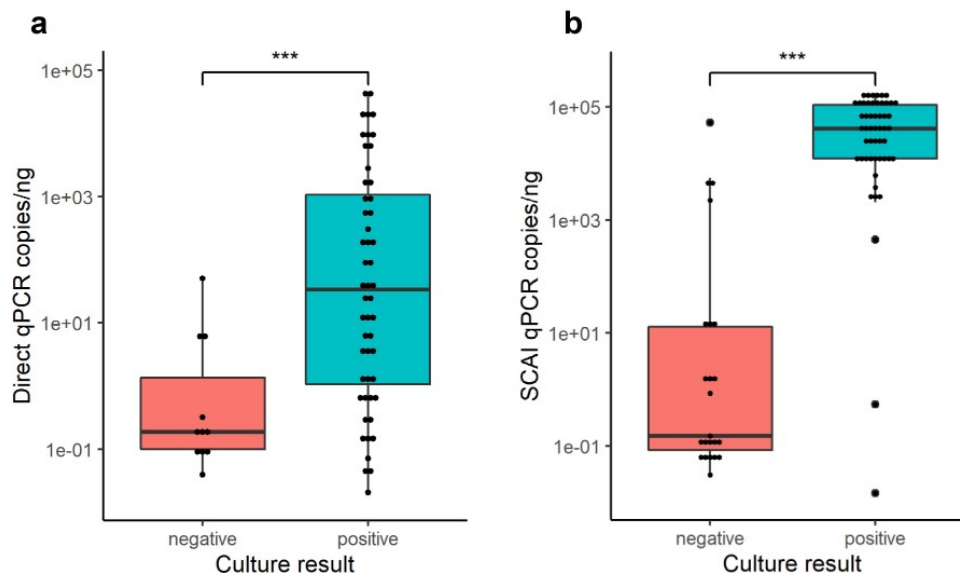 a
***
1e+05
1e+03
1e+01
1e-01
Direct qPCR copies/ng
negative positive
Culture result
b
***
1e+05
1e+03
1e+01
1e-01
SCAI qPCR copies/ng
negative positive
Culture result